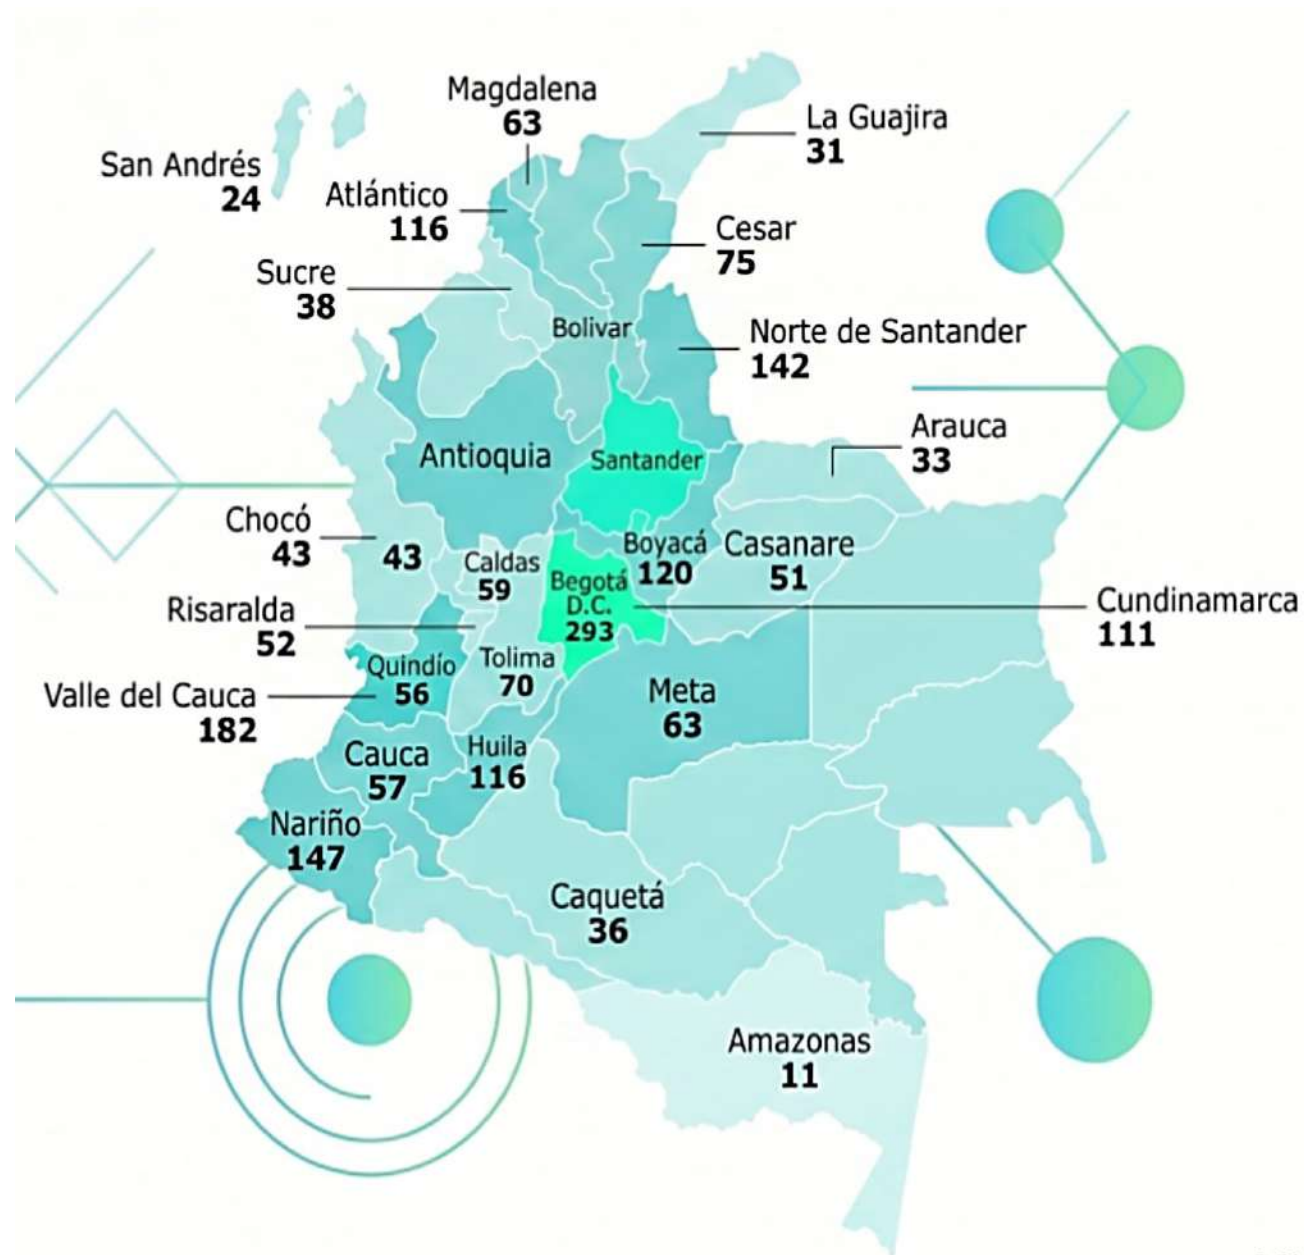 Magdalena
63
La Guajira
31
San Andrés
24
Atlántico
116
Cesar
75
Sucre
38
Bolivar
Norte de Santander
142
Antioquia
Santander
Arauca
33
Chocó
43
43
Caldas
59
Boyacá
120
Casanare
51
Begotá
D.C.
293
Cundinamarca
111
Risaralda
52
Quindío
56
Tolima
70
Valle del Cauca
182
Meta
63
Cauca
57
Huila
116
Nariño
147
Caquetá
36
Amazonas
11